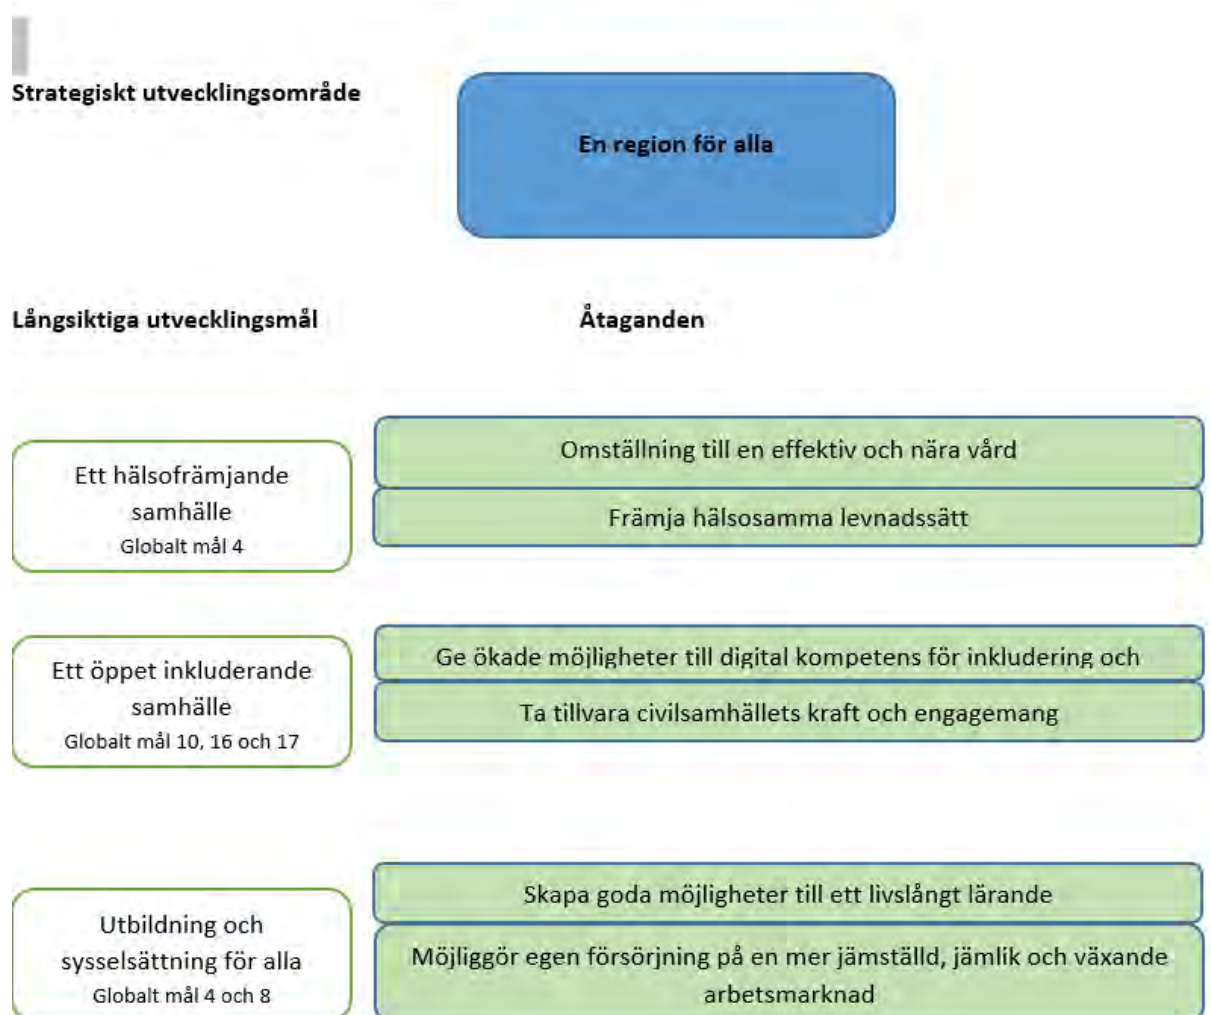 Strategiskt utvecklingsområde
En region för alla
Långsiktiga utvecklingsmål
Åtaganden
Ett hälsofrämjande
samhälle
Globalt mål 4
Omställning till en effektiv och nära vård
Främja hälsosamma levnadssätt
Ett öppet inkluderande
samhälle
Globalt mål 10, 16 och 17
Ge ökade möjligheter till digital kompetens för inkludering och
Ta tillvara civilsamhällets kraft och engagemang
Utbildning och
sysselsättning för alla
Globalt mål 4 och 8
Skapa goda möjligheter till ett livslångt lärande
Möjliggör egen försörjning på en mer jämställd, jämlik och växande
arbetsmarknad